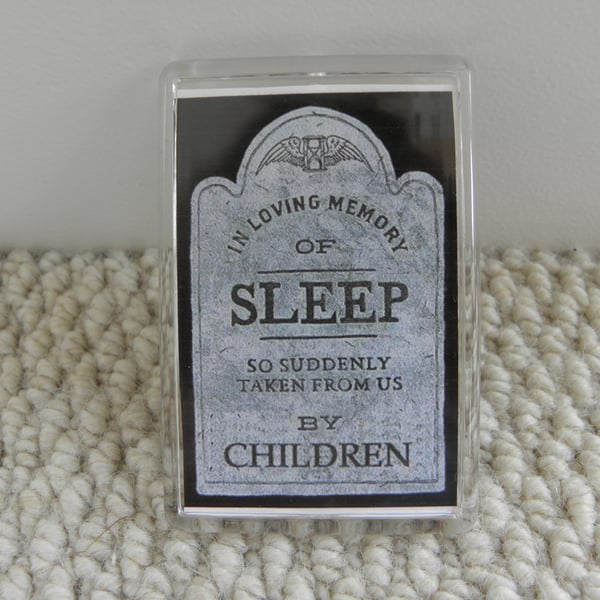 IN LOVING MEMORY
OF
SLEEP
SO SUDDENLY
TAKEN FROM US
BY
CHILDREN